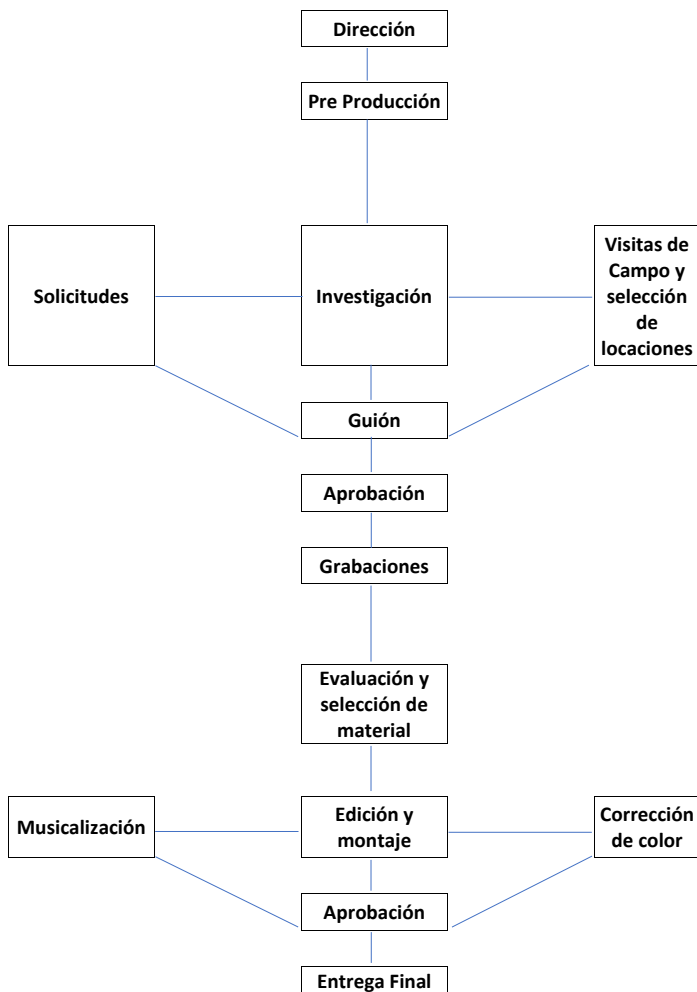 Dirección
Pre Producción
Solicitudes
Investigación
Visitas de
Campo y
selección
de
locaciones
Guión
Aprobación
Grabaciones
Evaluación y
selección de
material
Musicalización
Edición y
montaje
Corrección
de color
Aprobación
Entrega Final